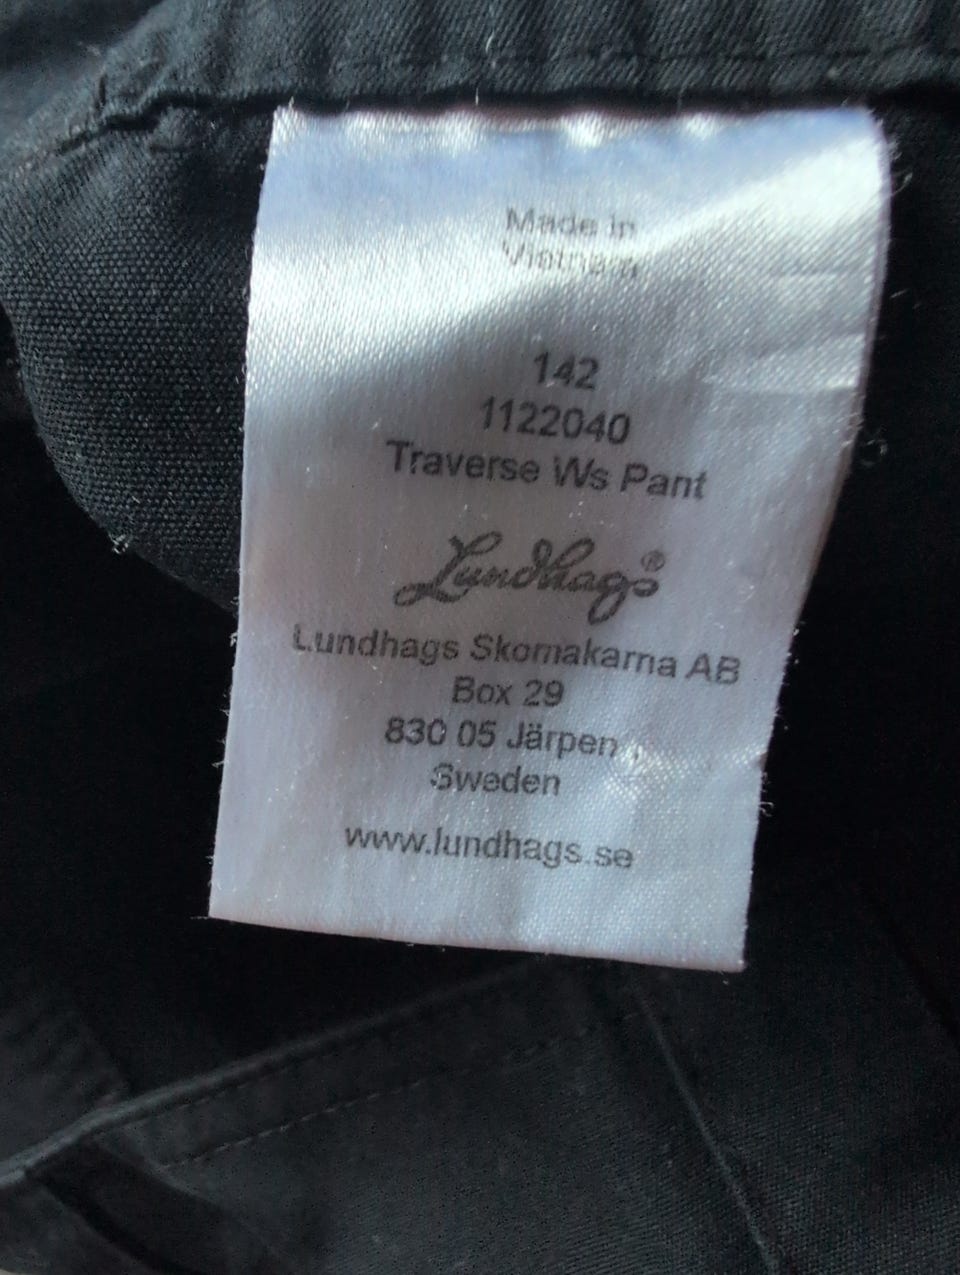 Made in
Vietnam
142
1122040
Traverse Ws Pant
Lundhags®
Lundhags Skomakarna AB
Box 29
830 05 Järpen
Sweden
www.lundhags.se